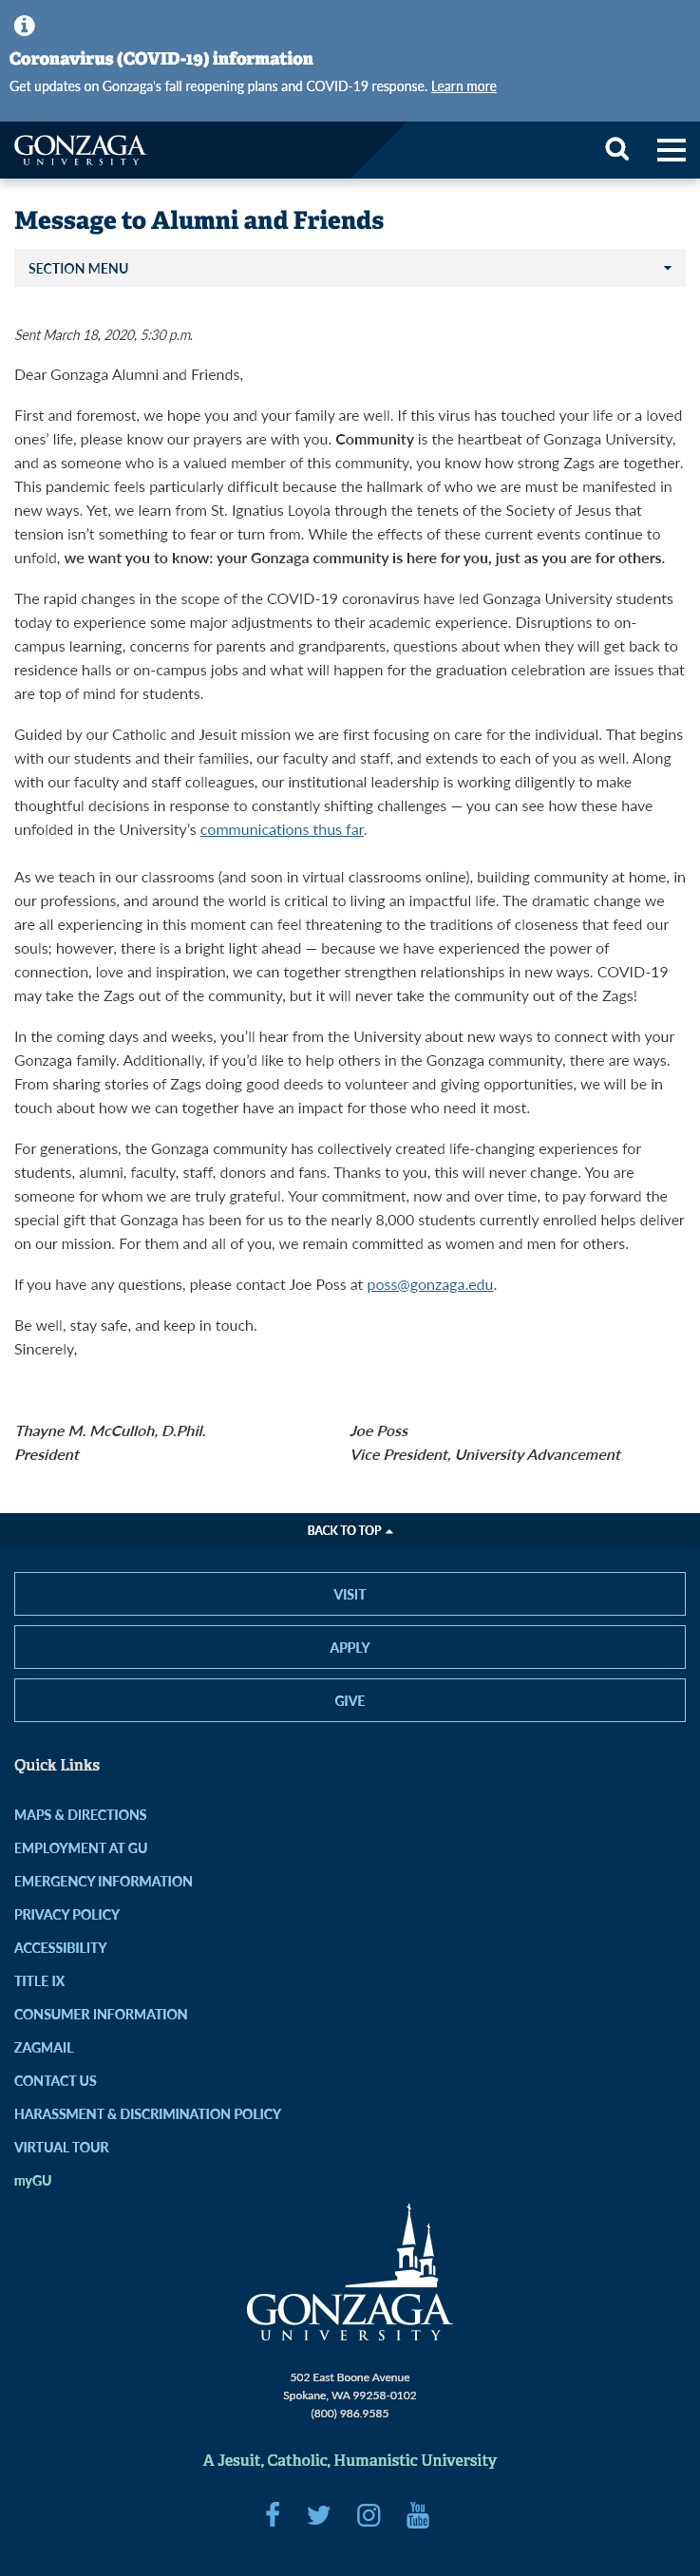 Coronavirus (COVID-19) information
Get updates on Gonzaga's fall reopening plans and COVID-19 response. Learn more
GONZAGA
UNIVERSITY
Message to Alumni and Friends
SECTION MENU
Sent March 18, 2020, 5:30 p.m.
Dear Gonzaga Alumni and Friends,
First and foremost, we hope you and your family are well. If this virus has touched your life or a loved
ones’ life, please know our prayers are with you. Community is the heartbeat of Gonzaga University,
and as someone who is a valued member of this community, you know how strong Zags are together.
This pandemic feels particularly difficult because the hallmark of who we are must be manifested in
new ways. Yet, we learn from St. Ignatius Loyola through the tenets of the Society of Jesus that
tension isn’t something to fear or turn from. While the effects of these current events continue to
unfold, we want you to know: your Gonzaga community is here for you, just as you are for others.
The rapid changes in the scope of the COVID-19 coronavirus have led Gonzaga University students
today to experience some major adjustments to their academic experience. Disruptions to on-
campus learning, concerns for parents and grandparents, questions about when they will get back to
residence halls or on-campus jobs and what will happen for the graduation celebration are issues that
are top of mind for students.
Guided by our Catholic and Jesuit mission we are first focusing on care for the individual. That begins
with our students and their families, our faculty and staff, and extends to each of you as well. Along
with our faculty and staff colleagues, our institutional leadership is working diligently to make
thoughtful decisions in response to constantly shifting challenges — you can see how these have
unfolded in the University’s communications thus far.
As we teach in our classrooms (and soon in virtual classrooms online), building community at home, in
our professions, and around the world is critical to living an impactful life. The dramatic change we
are all experiencing in this moment can feel threatening to the traditions of closeness that feed our
souls; however, there is a bright light ahead — because we have experienced the power of
connection, love and inspiration, we can together strengthen relationships in new ways. COVID-19
may take the Zags out of the community, but it will never take the community out of the Zags!
In the coming days and weeks, you’ll hear from the University about new ways to connect with your
Gonzaga family. Additionally, if you’d like to help others in the Gonzaga community, there are ways.
From sharing stories of Zags doing good deeds to volunteer and giving opportunities, we will be in
touch about how we can together have an impact for those who need it most.
For generations, the Gonzaga community has collectively created life-changing experiences for
students, alumni, faculty, staff, donors and fans. Thanks to you, this will never change. You are
someone for whom we are truly grateful. Your commitment, now and over time, to pay forward the
special gift that Gonzaga has been for us to the nearly 8,000 students currently enrolled helps deliver
on our mission. For them and all of you, we remain committed as women and men for others.
If you have any questions, please contact Joe Poss at poss@gonzaga.edu.
Be well, stay safe, and keep in touch.
Sincerely,
Thayne M. McCulloh, D.Phil.
President
Joe Poss
Vice President, University Advancement
BACK TO TOP
VISIT
APPLY
GIVE
Quick Links
MAPS & DIRECTIONS
EMPLOYMENT AT GU
EMERGENCY INFORMATION
PRIVACY POLICY
ACCESSIBILITY
TITLE IX
CONSUMER INFORMATION
ZAGMAIL
CONTACT US
HARASSMENT & DISCRIMINATION POLICY
VIRTUAL TOUR
myGU
GONZAGA
UNIVERSITY
502 East Boone Avenue
Spokane, WA 99258-0102
(800) 986.9585
A Jesuit, Catholic, Humanistic University
You
Tube